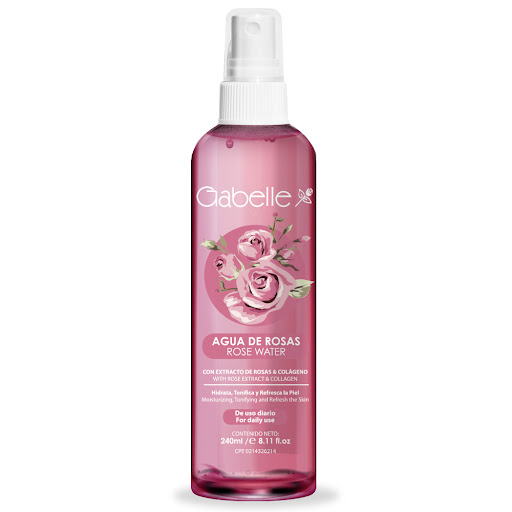 Gabelle
AGUA DE ROSAS
ROSE WATER
CON EXTRACTO DE ROSAS & COLÁGENO
WITH ROSE EXTRACT & COLLAGEN
Hidrata, Tonifica y Refresca la Piel
Moisturizing, Tonifying and Refresh the Skin
De uso diario
For daily use
CONTENIDO NETO:
240ml /℮ 8.11 fl.oz
CPE 0214326214